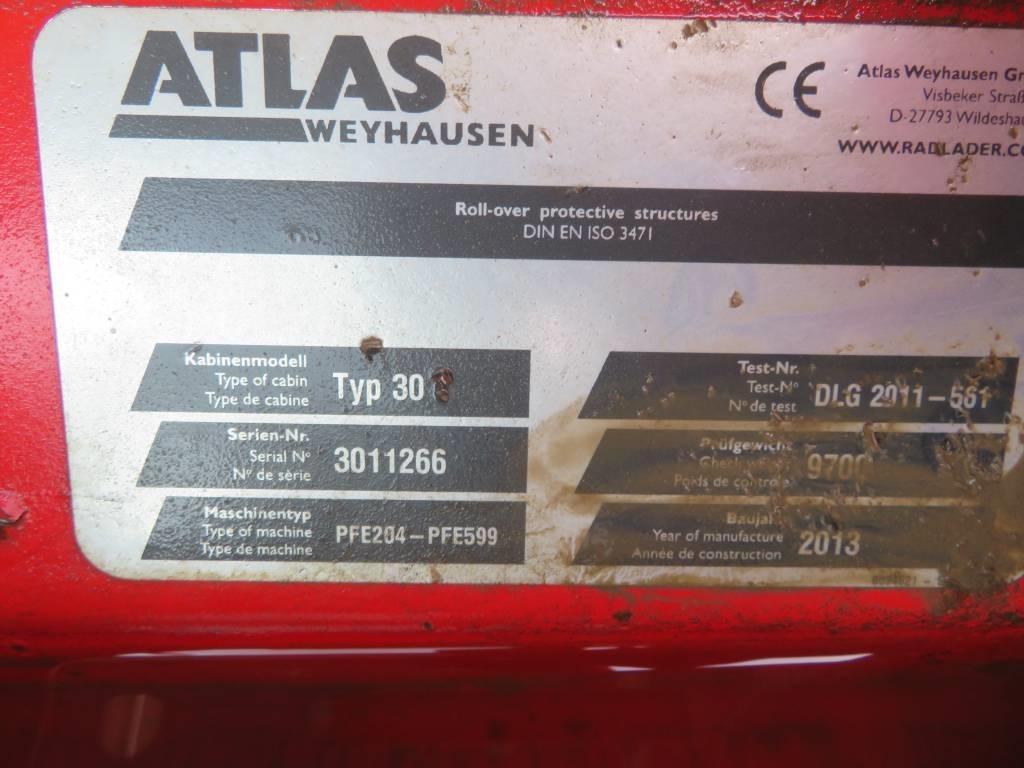 ATLAS
WEYHAUSEN
CE
Atlas Weyhausen
Visbeker
D-27793
WWW.RADLADER.
Roll-over protective structures
DIN EN ISO 3471
Kabinenmodell
Type of cabin
Type de cabine
Typ 30
Serien-Nr.
Serial N°
N° de série
3011266
Maschinentyp
Type of machine
Type de machine
PFE204–PFE599
Test-Nr.
Test-N°
N° de test
DLG 2011–561
Prüfgewicht
Check
Poids de controle
Year of manufacture
Année de construction
2013